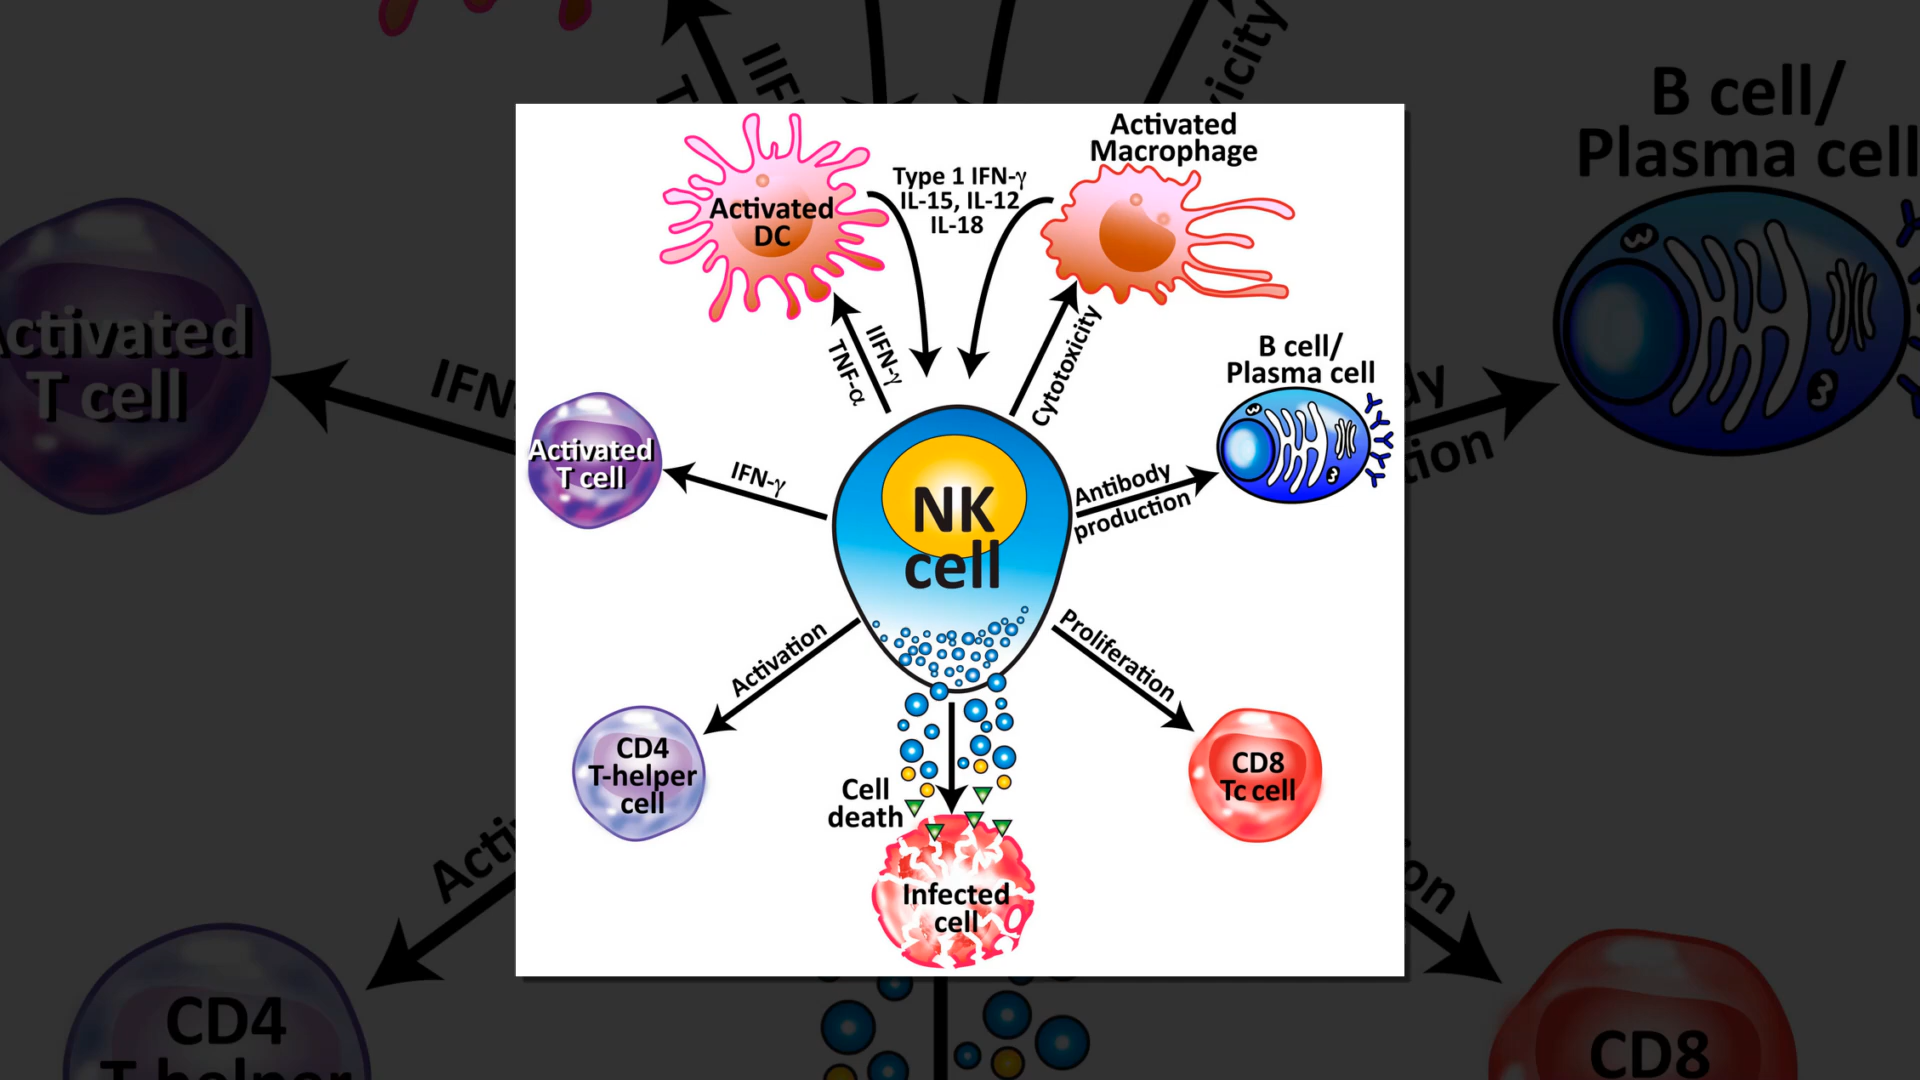 Activated
Macrophage
Type 1 IFN-γ
IL-15, IL-12
IL-18
Activated
DC
IIFN-γ
TNF-α
Cytotoxicity
B cell/
Plasma cell
Activated
T cell
IFN-γ
NK
cell
Antibody
production
Activation
Proliferation
CD4
T-helper
cell
CD8
Tc cell
Cell
death
Infected
cell
B cell/
Plasma cell
T cell
CD4
CD8